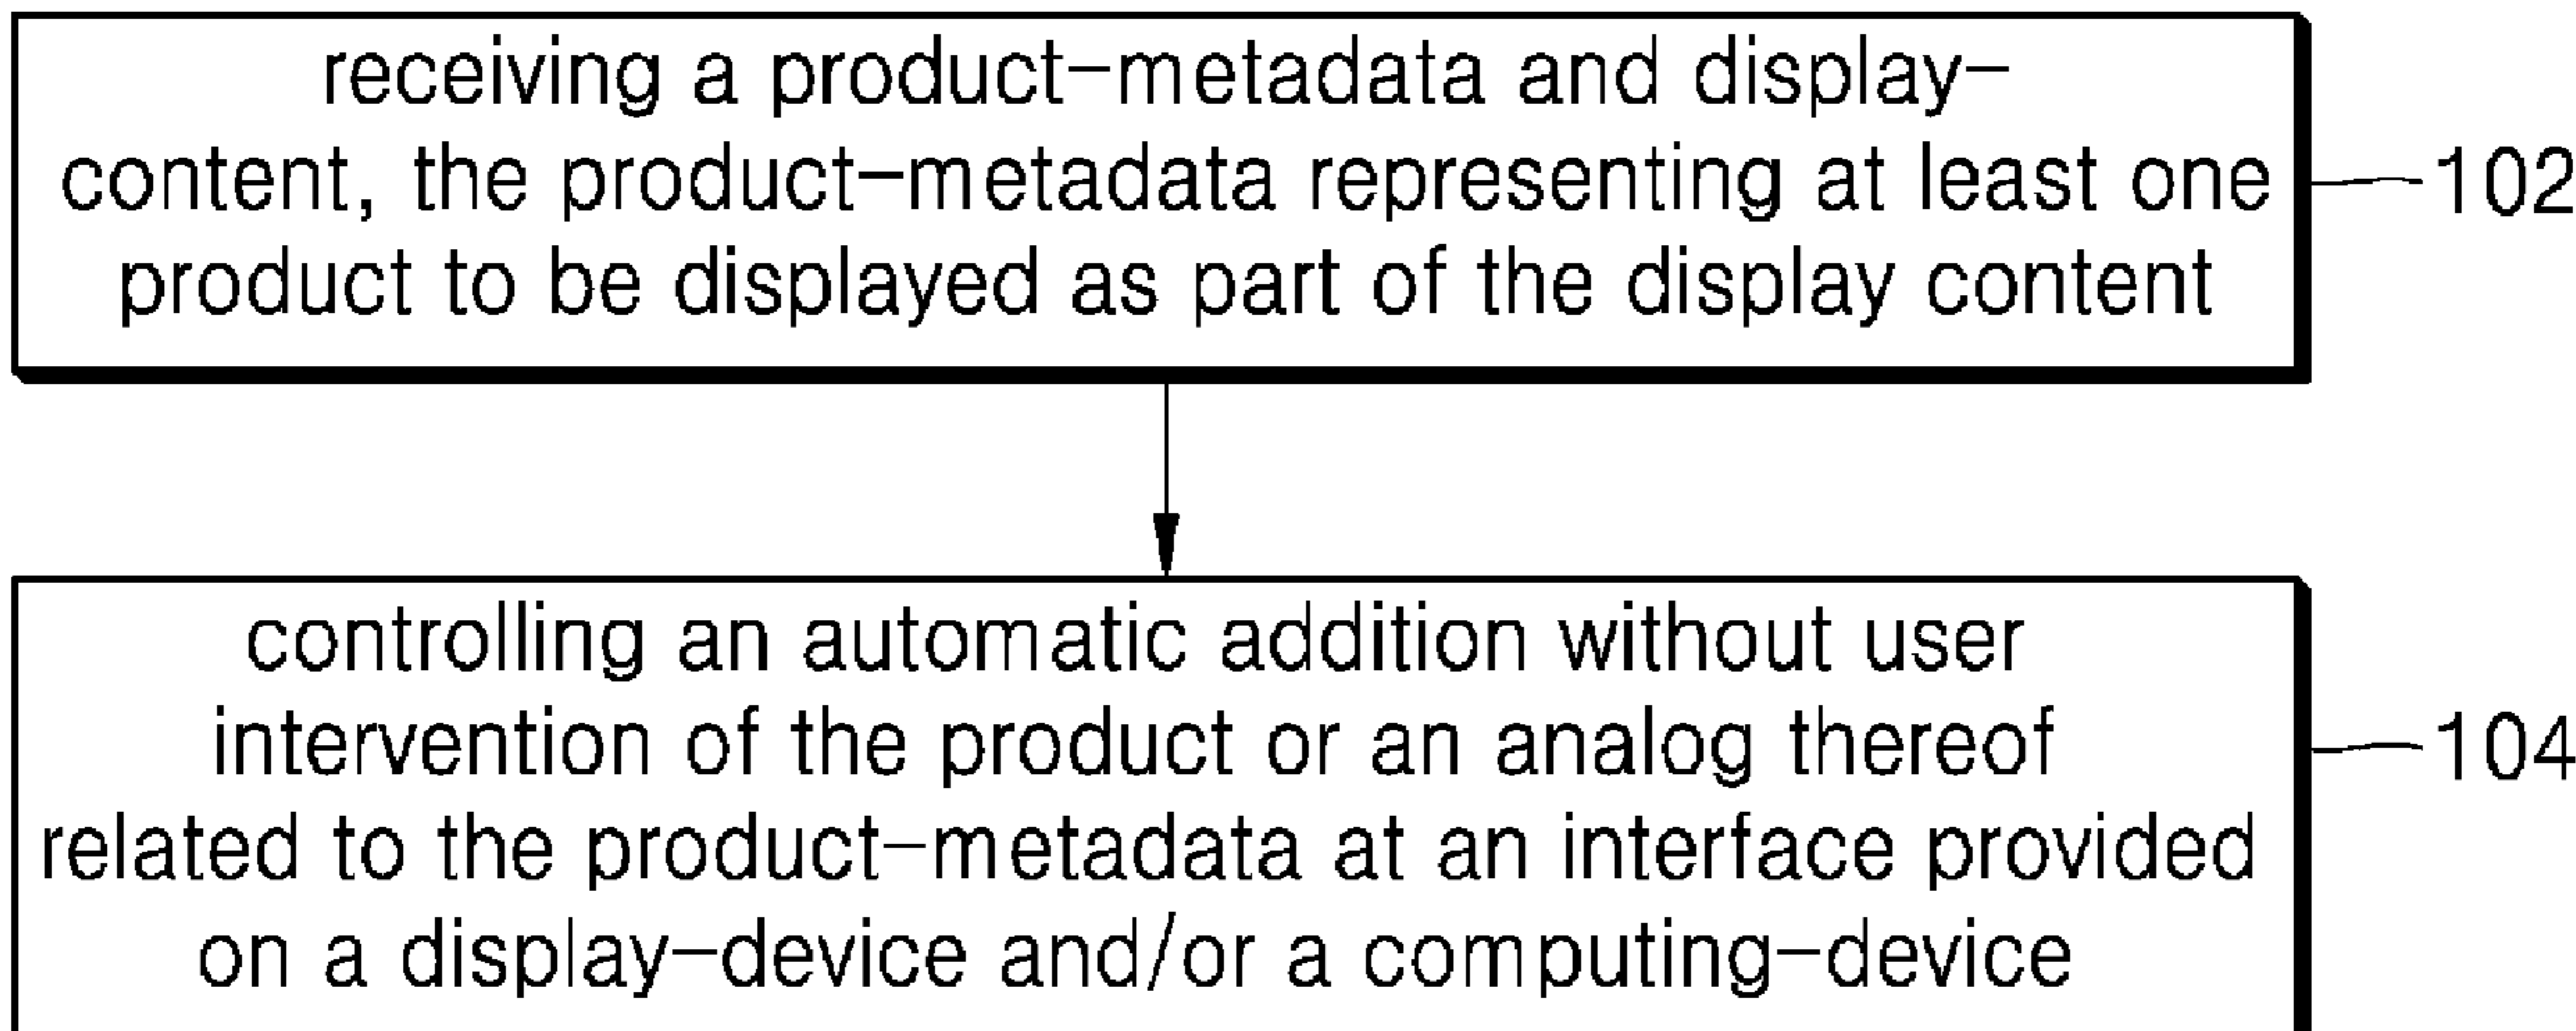 receiving a product-metadata and display-
content, the product-metadata representing at least one
product to be displayed as part of the display content
102
controlling an automatic addition without user
intervention of the product or an analog thereof
related to the product-metadata at an interface provided
on a display-device and/or a computing-device
104